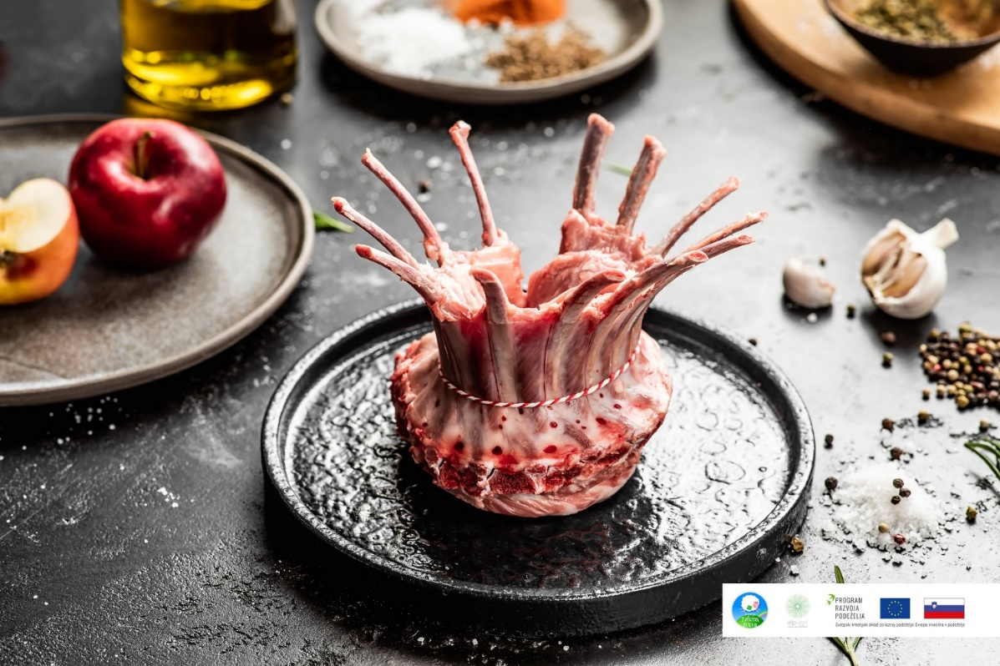 PROGRAM
RAZVOJA
PODEŽELJA
Evropski kmetijski sklad za razvoj podeželja: Evropa investira v podeželje